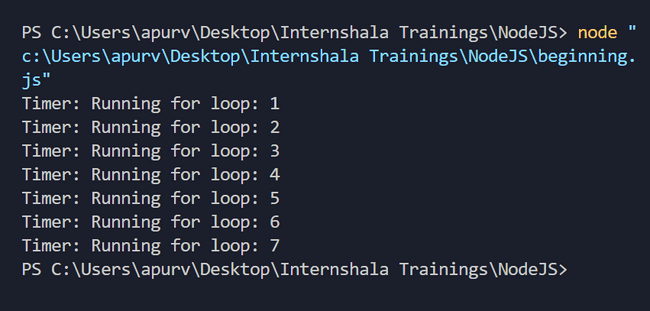 PS C:\Users\apurv\Desktop\Internshala Trainings\NodeJS> node "
c:\Users\apurv\Desktop\Internshala Trainings\NodeJS\beginning.
js"
Timer: Running for loop: 1
Timer: Running for loop: 2
Timer: Running for loop: 3
Timer: Running for loop: 4
Timer: Running for loop: 5
Timer: Running for loop: 6
Timer: Running for loop: 7
PS C:\Users\apurv\Desktop\Internshala Trainings\NodeJS>